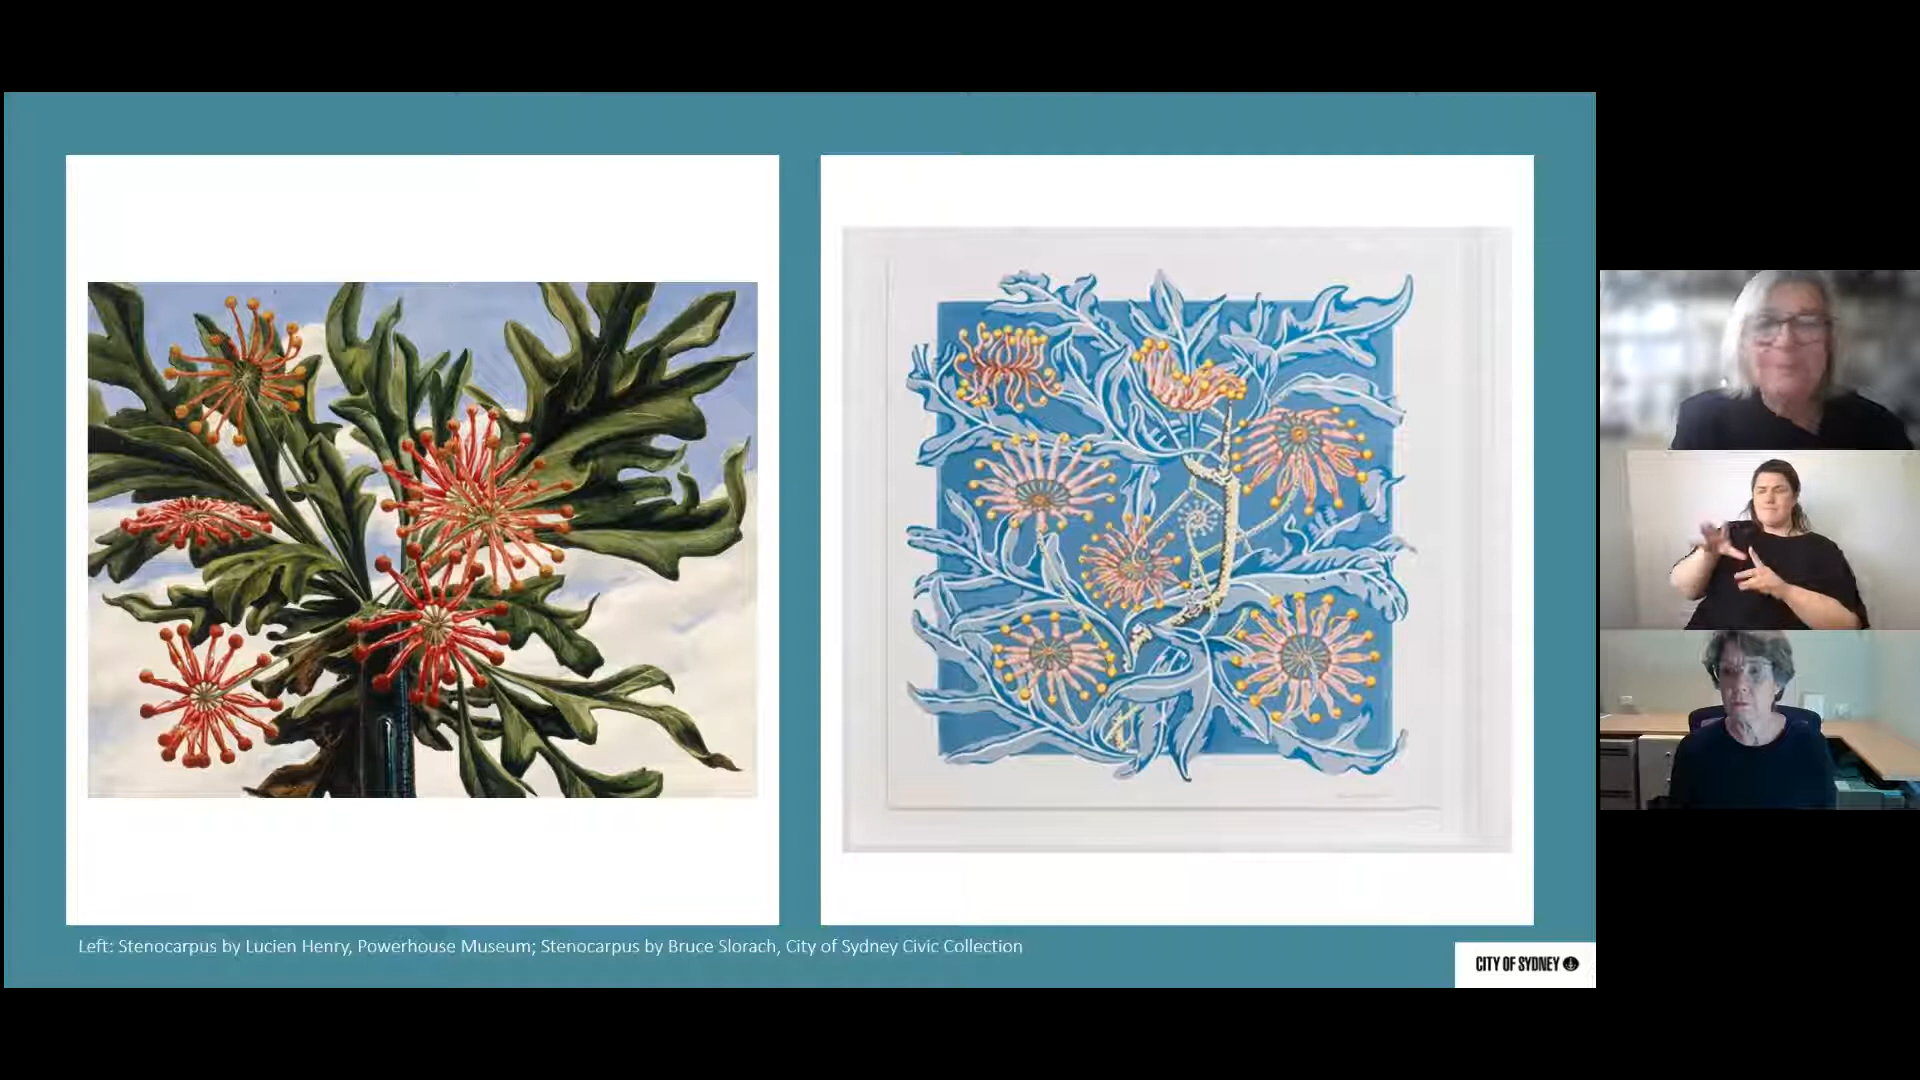 Left: Stenocarpus by Lucien Henry, Powerhouse Museum; Stenocarpus by Bruce Slorach, City of Sydney Civic Collection
CITY OF SYDNEY